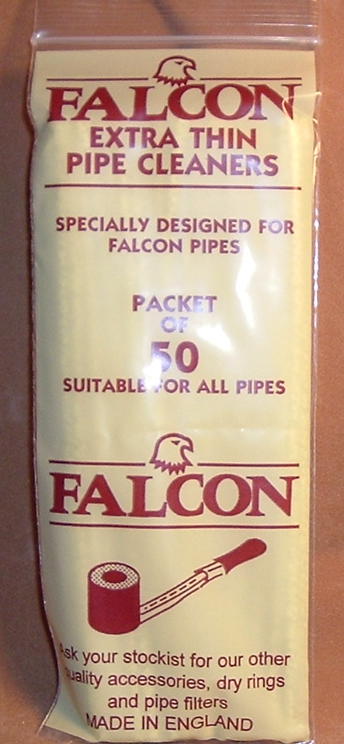 FALCON
EXTRA THIN
PIPE CLEANERS
SPECIALLY DESIGNED FOR
FALCON PIPES
PACKET
OF
50
SUITABLE FOR ALL PIPES
FALCON
Ask your stockist for our other
quality accessories, dry rings
and pipe filters
MADE IN ENGLAND